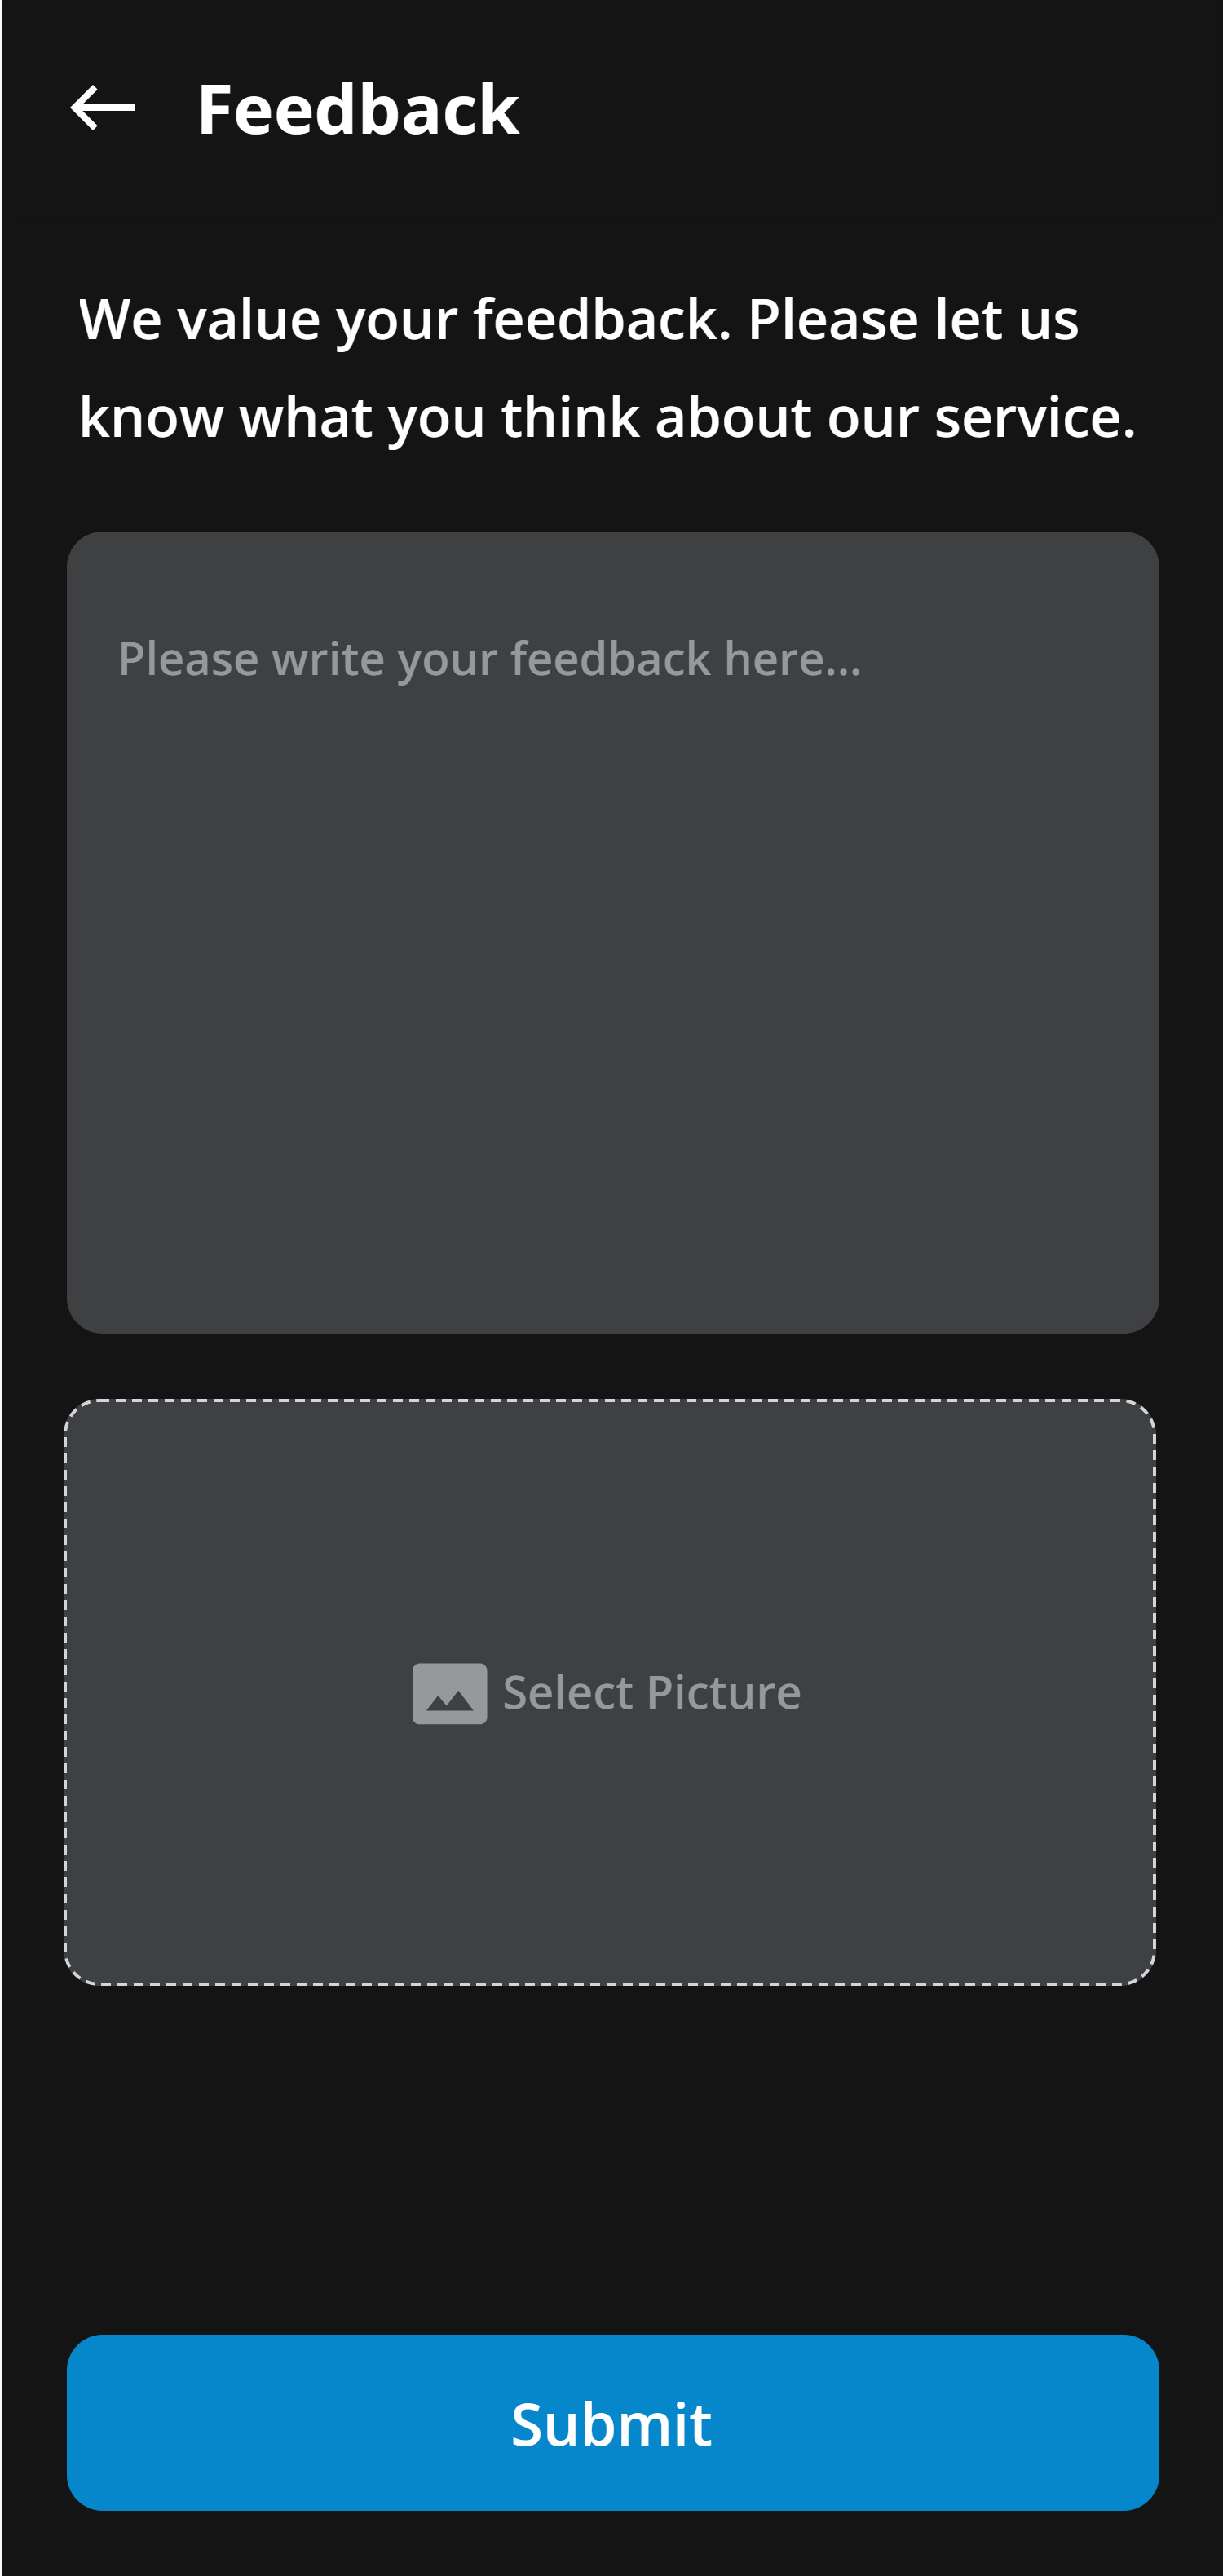 Feedback
We value your feedback. Please let us
know what you think about our service.
Please write your feedback here...
Select Picture
Submit